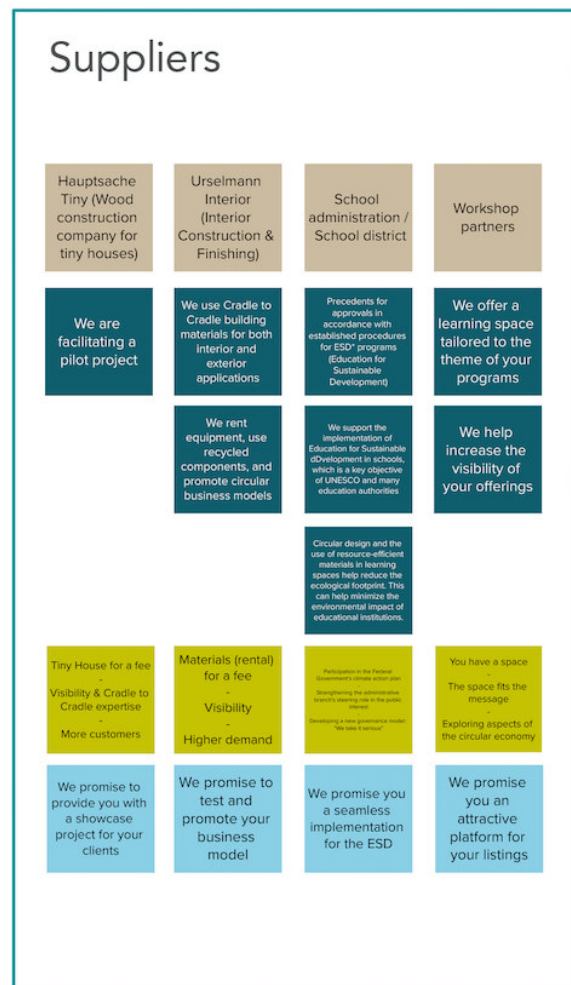 Suppliers
Hauptsache
Tiny (Wood
construction
company for
tiny houses)
Urselmann
Interior
(Interior
Construction &
Finishing)
School
administration /
School district
Workshop
partners
We are
facilitating a
pilot project
We use Cradle to
Cradle building
materials for both
interior and
exterior
applications
Precedents for
approvals in
accordance with
established procedures
for ESD* programs
(Education for
Sustainable
Development)
We offer a
learning space
tailored to the
theme of your
programs
We rent
equipment, use
recycled
components, and
promote circular
business models
We support the
implementation of
Education for Sustainable
dDvelopment in schools,
which is a key objective
of UNESCO and many
education authorities
We help
increase the
visibility of
your offerings
Circular design and the
use of resource-efficient
materials in learning
spaces help reduce the
ecological footprint. This
can help minimize the
environmental impact of
educational institutions.
Tiny House for a fee
-
Visibility & Cradle to
Cradle expertise
-
More customers
Materials (rental)
for a fee
-
Visibility
-
Higher demand
Participation in the Federal
Government's climate action plan
Strengthening the administrative
branch's steering role in the public
interest
Developing a new governance model:
"We take it serious"
You have a space
-
The space fits the
message
-
Exploring aspects of
the circular economy
We promise to
provide you with
a showcase
project for your
clients
We promise to
test and
promote your
business
model
We promise you
a seamless
implementation
for the ESD
We promise
you an
attractive
platform for
your listings